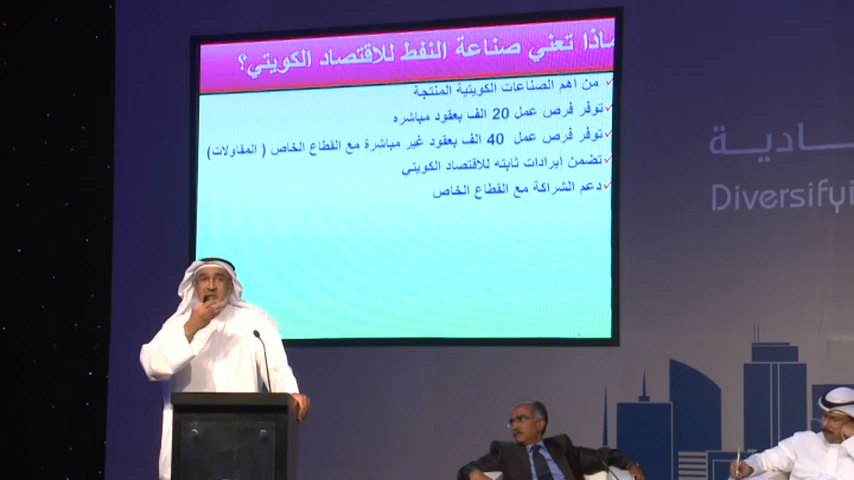 ماذا تعني صناعة النفط للاقتصاد الكويتي؟
من اهم الصناعات الكويتية المنتجة
توفر فرص عمل 20 الف بعقود مباشره
توفر فرص عمل 40 الف بعقود غير مباشرة مع القطاع الخاص ( المقاولات)
تضمن إيرادات ثابته للاقتصاد الكويتي
دعم الشراكة مع القطاع الخاص
ـادية
Diversifyi